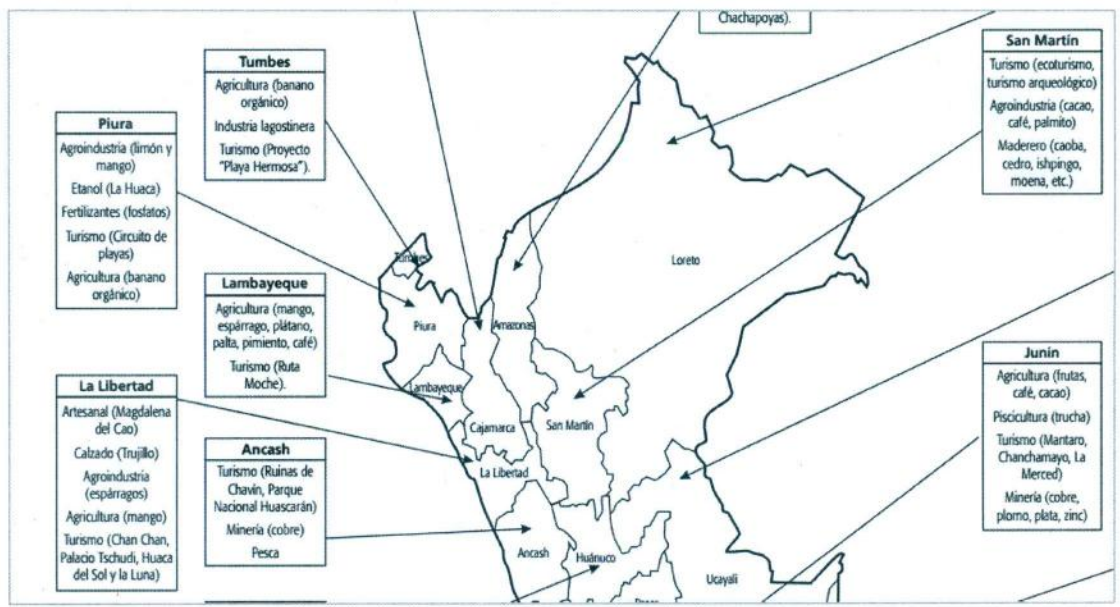 Chachapoyas).
Tumbes
Agricultura (banano
orgánico)
Industria lagostinera
Turismo (Proyecto
"Playa Hermosa").
San Martín
Turismo (ecoturismo,
turismo arqueológico)
Agroindustria (cacao,
café, palmito)
Maderero (caoba,
cedro, ishpingo,
moena, etc.)
Piura
Agroindustria (limón y
mango)
Etanol (La Huaca)
Fertilizantes (fosfatos)
Turismo (Circuito de
playas)
Agricultura (banano
orgánico)
Lambayeque
Agricultura (mango,
espárrago, plátano,
palta, pimiento, café)
Turismo (Ruta
Moche).
La Libertad
Artesanal (Magdalena
del Cao)
Calzado (Trujillo)
Agroindustria
(espárragos)
Agricultura (mango)
Turismo (Chan Chan,
Palacio Tschudi, Huaca
del Sol y la Luna)
Ancash
Turismo (Ruinas de
Chavín, Parque
Nacional Huascarán)
Minería (cobre)
Pesca
Junín
Agricultura (frutas,
café, cacao)
Piscicultura (trucha)
Turismo (Mantaro,
Chanchamayo, La
Merced)
Minería (cobre,
plomo, plata, zinc)
Tumbes
Loreto
Piura
Amazonas
Lambayeque
Cajamarca
San Martín
La Libertad
Ancash
Huánuco
Ucayali